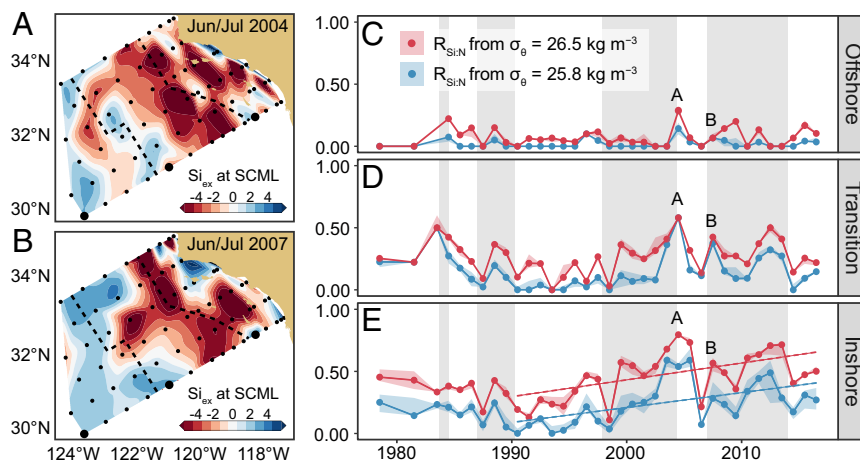 A
Jun/Jul 2004
34°N
32°N
30°N
Si_ex at SCML
-4 -2 0 2 4
B
Jun/Jul 2007
34°N
32°N
30°N
Si_ex at SCML
-4 -2 0 2 4
124°W 122°W 120°W 118°W
C
R_Si:N from σ_θ = 26.5 kg m⁻³
R_Si:N from σ_θ = 25.8 kg m⁻³
1.00
0.50
0.00
A
B
Offshore
D
1.00
0.50
0.00
A
B
Transition
E
1.00
0.50
0.00
A
B
Inshore
1980 1990 2000 2010